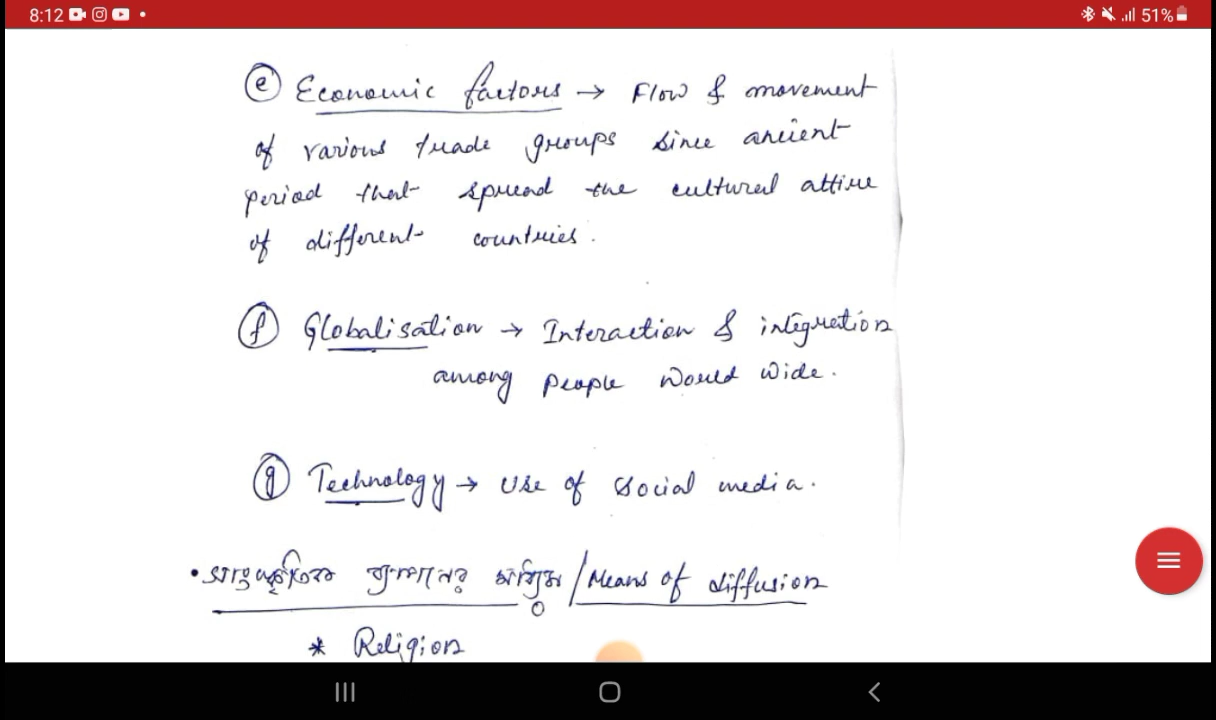 8:12
51%
(e) Economic factors → Flow & movement
of various trade groups since ancient
period that spread the cultural attire
of different countries.
(f) Globalisation → Interaction & integration
among people world wide.
(g) Technology → Use of social media.
• সাংস্কৃতিক ব্যাপনের মাধ্যম / Means of diffusion
* Religion